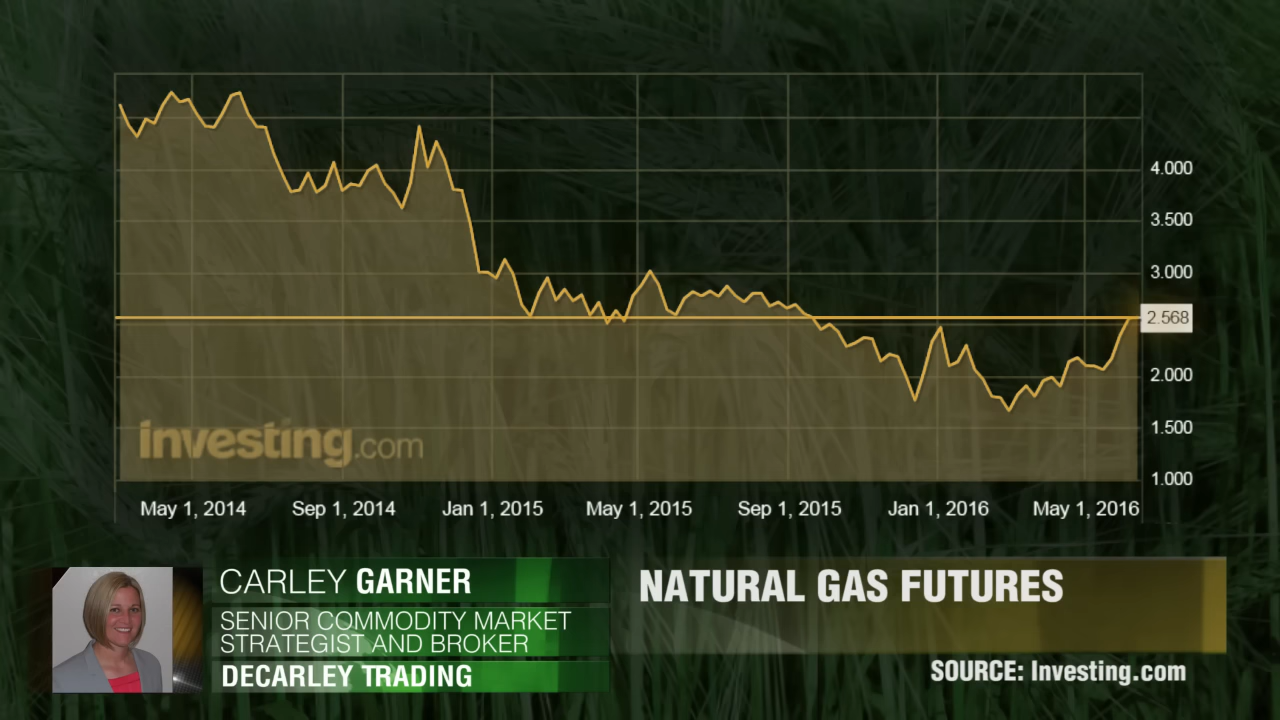 4.000
3.500
3.000
2.568
2.000
1.500
1.000
investing.com
May 1, 2014 Sep 1, 2014 Jan 1, 2015 May 1, 2015 Sep 1, 2015 Jan 1, 2016 May 1, 2016
CARLEY GARNER
SENIOR COMMODITY MARKET
STRATEGIST AND BROKER
DECARLEY TRADING
NATURAL GAS FUTURES
SOURCE: Investing.com